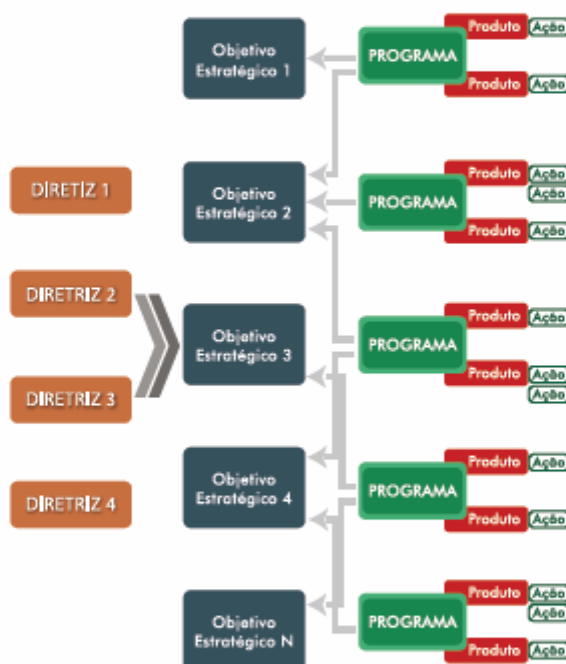 DIRETIZ 1
DIRETRIZ 2
DIRETRIZ 3
DIRETRIZ 4
Objetivo
Estratégico 1
Objetivo
Estratégico 2
Objetivo
Estratégico 3
Objetivo
Estratégico 4
Objetivo
Estratégico N
PROGRAMA
Produto Ação
Produto Ação
PROGRAMA
Produto Ação
Ação
Produto Ação
PROGRAMA
Produto Ação
Produto Ação
Ação
PROGRAMA
Produto Ação
Produto Ação
PROGRAMA
Produto Ação
Ação
Produto Ação